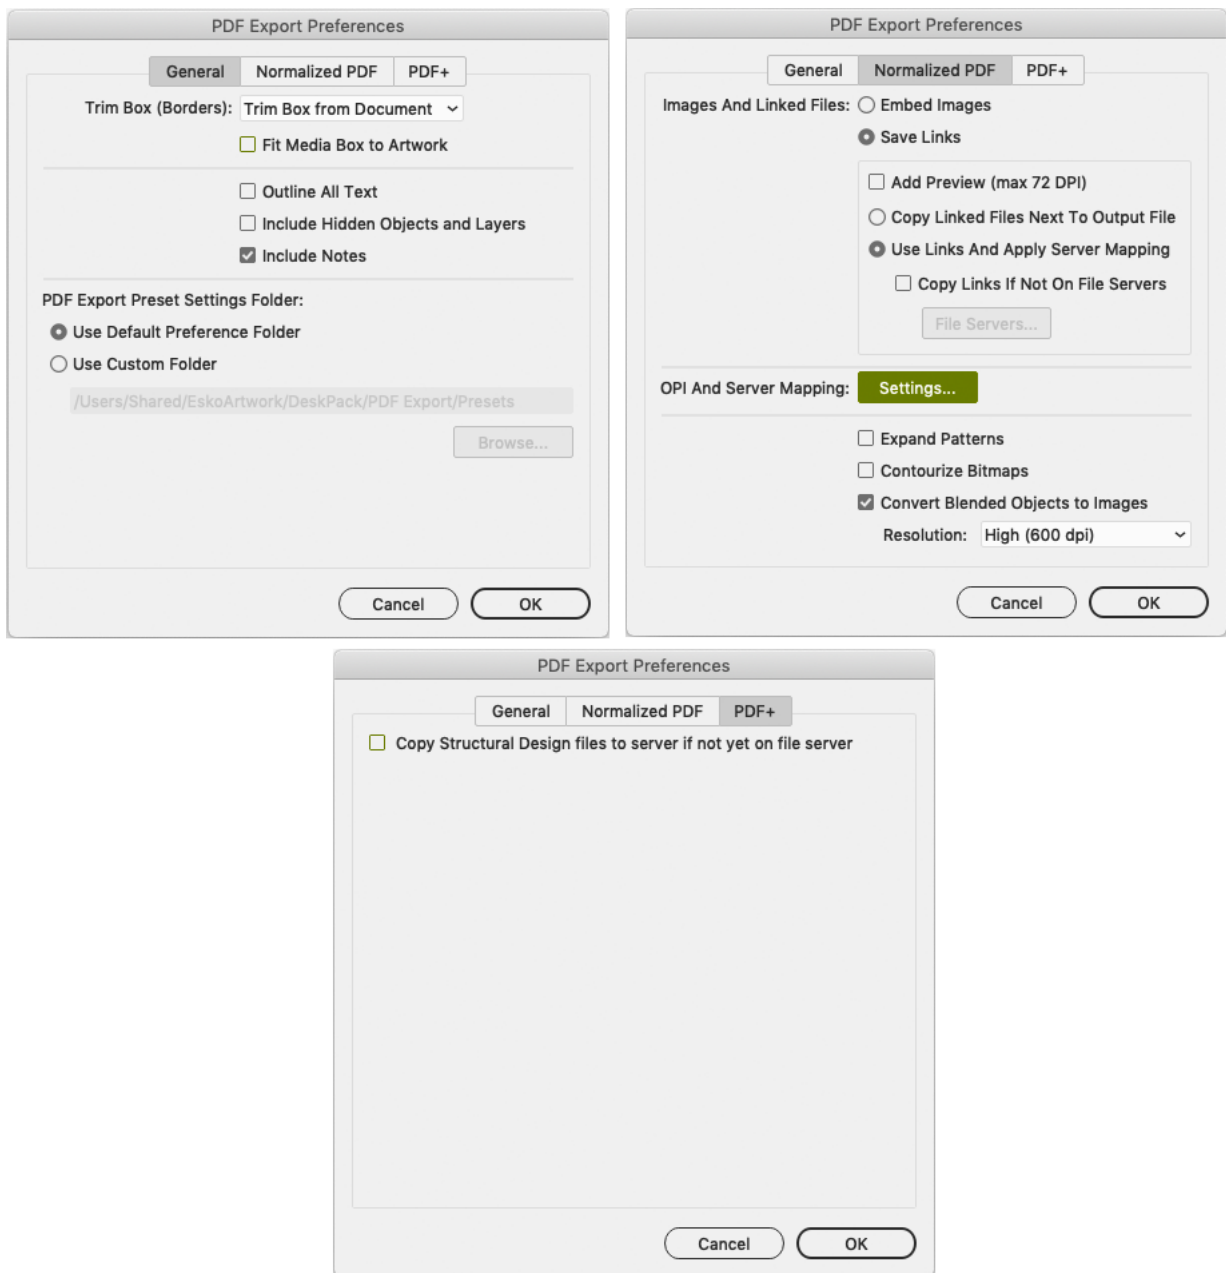 PDF Export Preferences
General Normalized PDF PDF+
Trim Box (Borders): Trim Box from Document
Fit Media Box to Artwork
Outline All Text
Include Hidden Objects and Layers
Include Notes
PDF Export Preset Settings Folder:
Use Default Preference Folder
Use Custom Folder
/Users/Shared/EskoArtwork/DeskPack/PDF Export/Presets
Browse...
Cancel OK
PDF Export Preferences
General Normalized PDF PDF+
Images And Linked Files: Embed Images
Save Links
Add Preview (max 72 DPI)
Copy Linked Files Next To Output File
Use Links And Apply Server Mapping
Copy Links If Not On File Servers
File Servers...
OPI And Server Mapping: Settings...
Expand Patterns
Contourize Bitmaps
Convert Blended Objects to Images
Resolution: High (600 dpi)
Cancel OK
PDF Export Preferences
General Normalized PDF PDF+
Copy Structural Design files to server if not yet on file server
Cancel OK